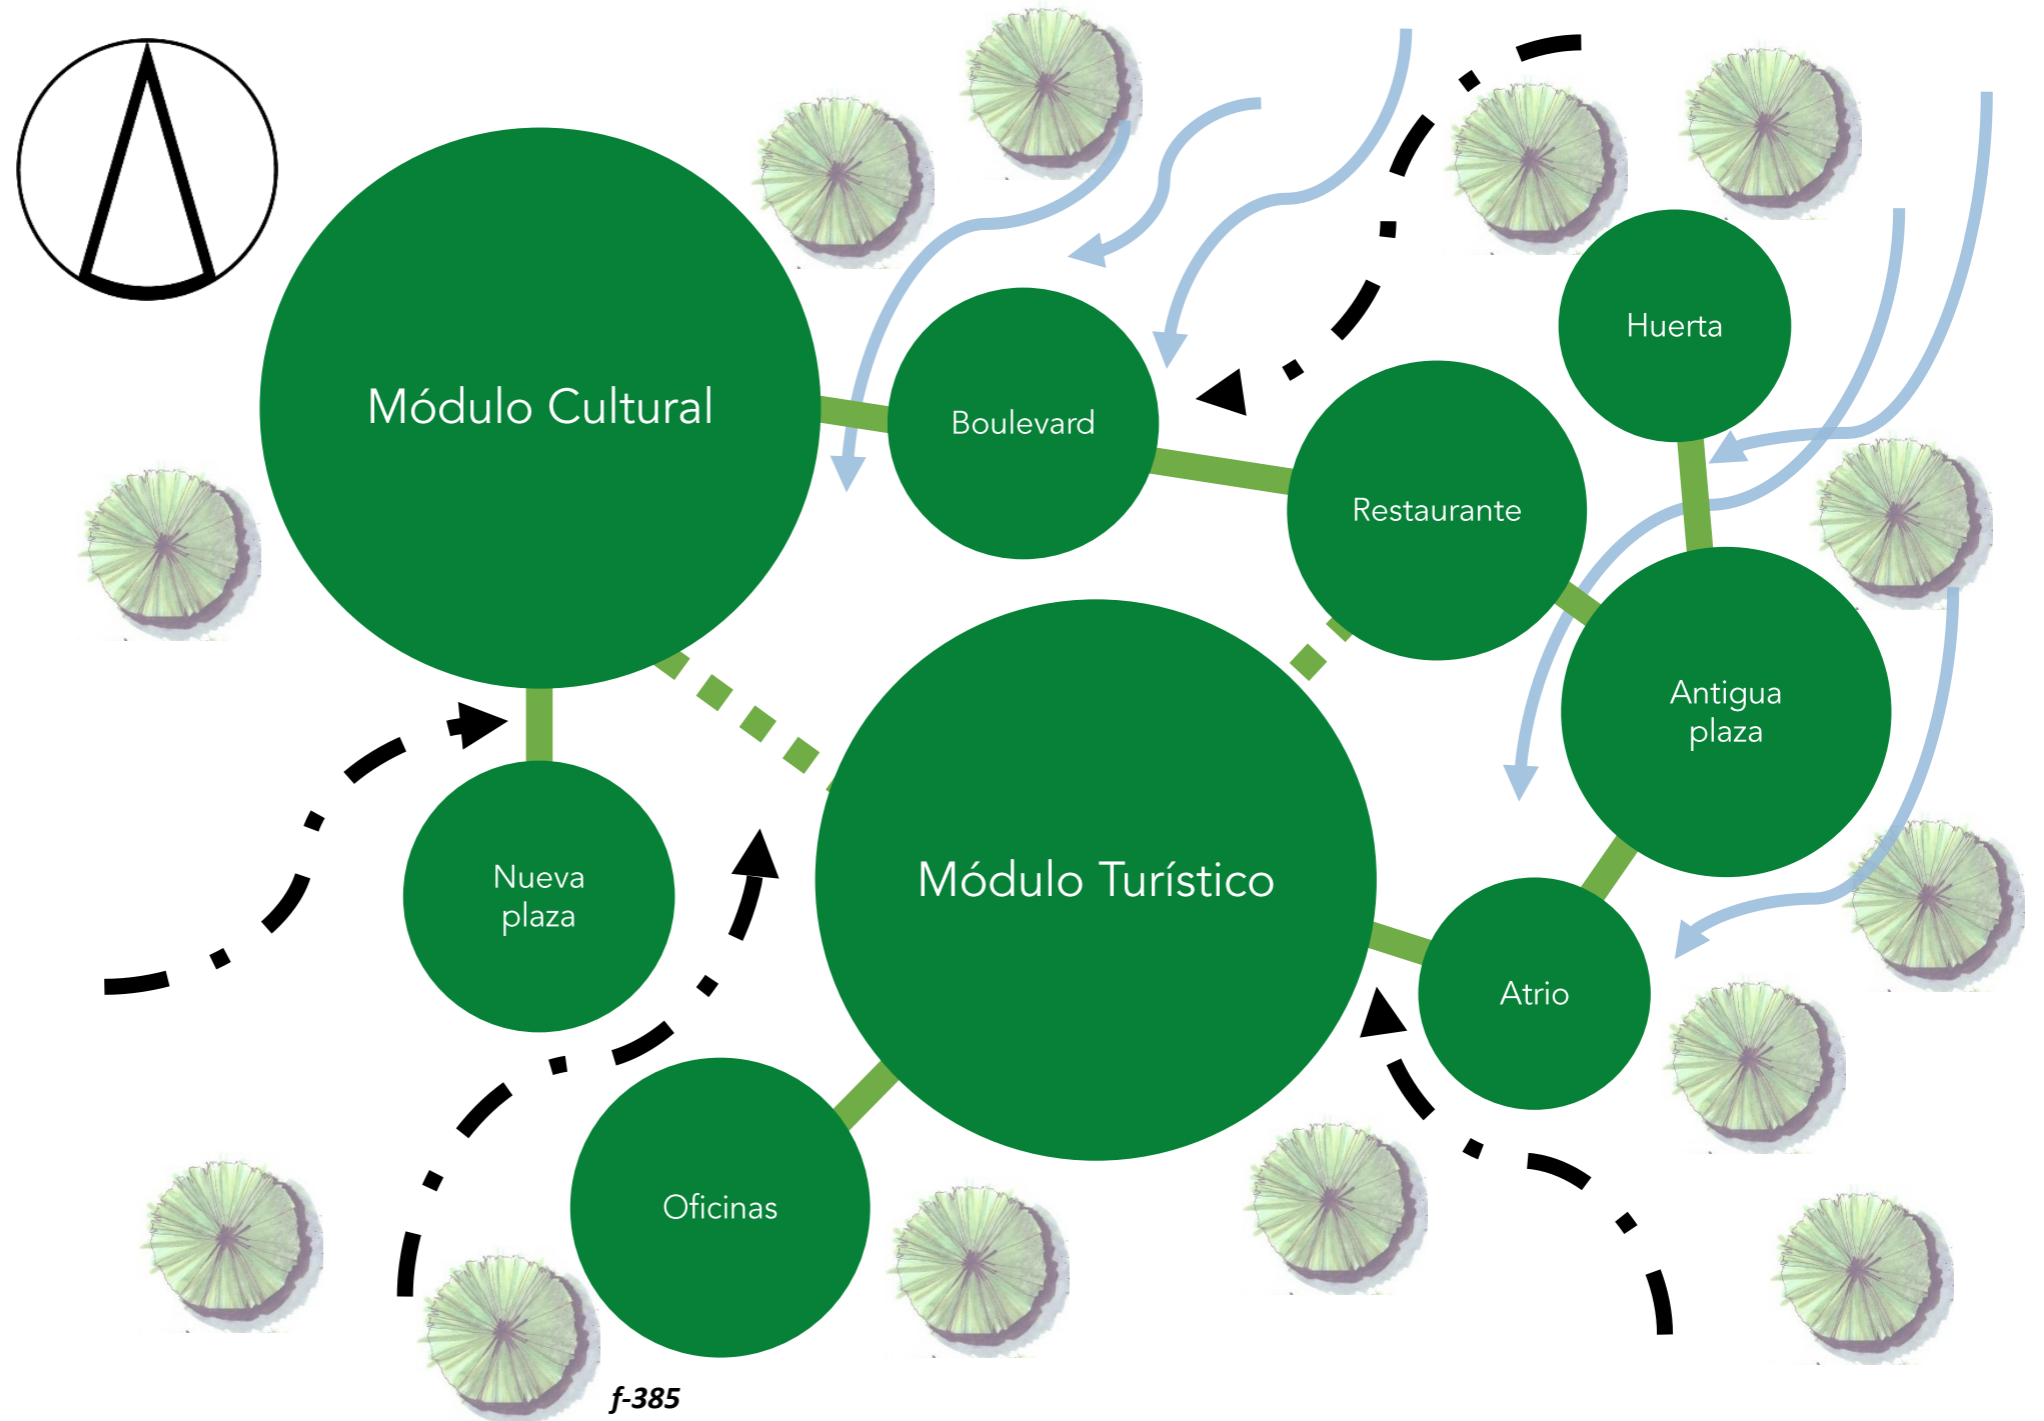 Huerta
Módulo Cultural
Boulevard
Restaurante
Antigua
plaza
Nueva
plaza
Módulo Turístico
Atrio
Oficinas
f-385